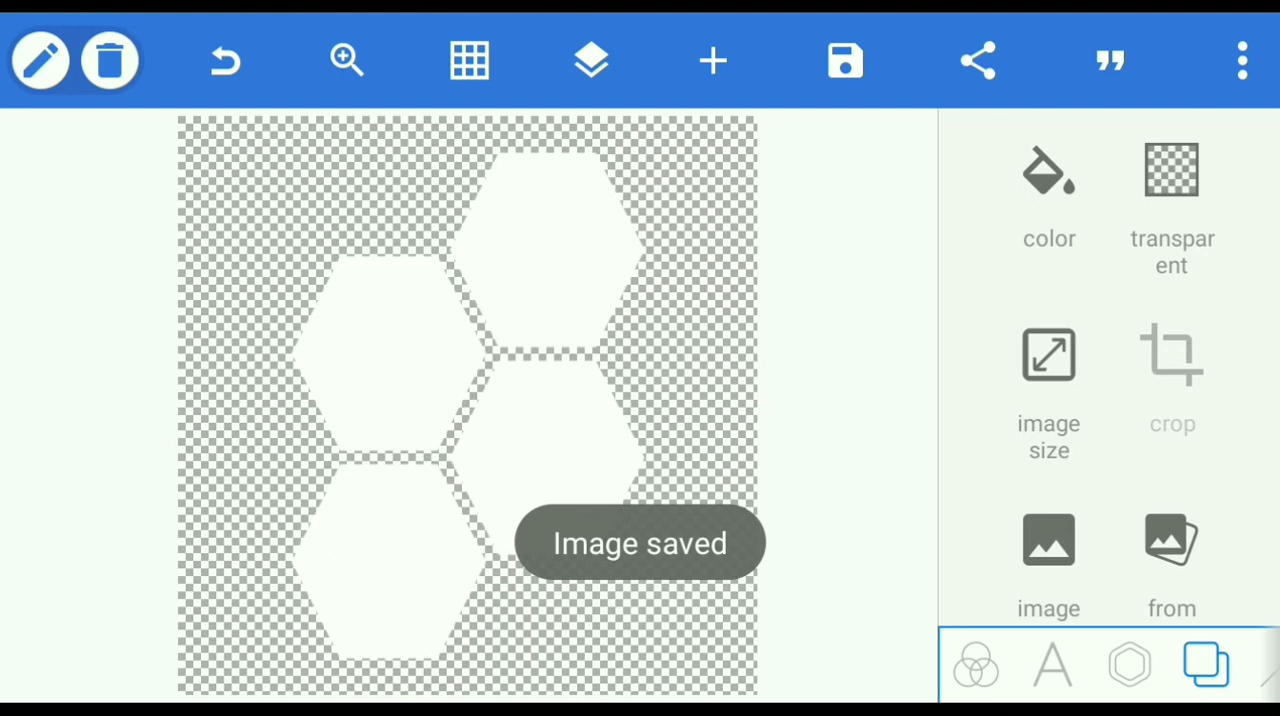 color
transpar
ent
image
size
crop
Image saved
image
from